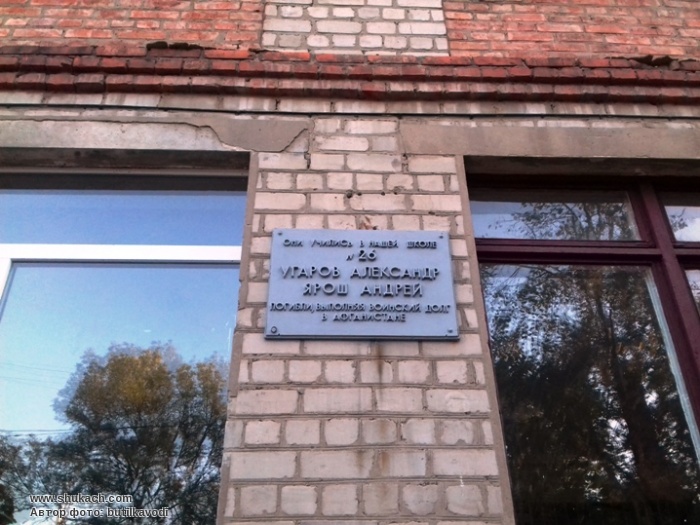 ОНИ УЧИЛИСЬ В НАШЕЙ ШКОЛЕ
№ 26
УГАРОВ АЛЕКСАНДР
ЯРОШ АНДРЕЙ
ПОГИБЛИ, ВЫПОЛНЯЯ ВОИНСКИЙ ДОЛГ
В АФГАНИСТАНЕ
www.shukach.com
Автор фото: butilkavodi